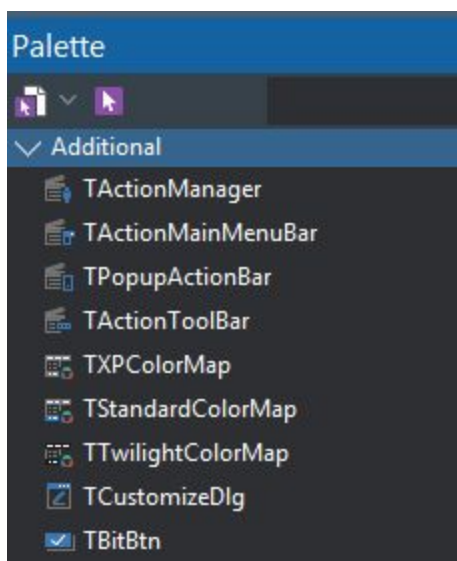 Palette
Additional
TActionManager
TActionMainMenuBar
TPopupActionBar
TActionToolBar
TXPColorMap
TStandardColorMap
TTwilightColorMap
TCustomizeDlg
TBitBtn